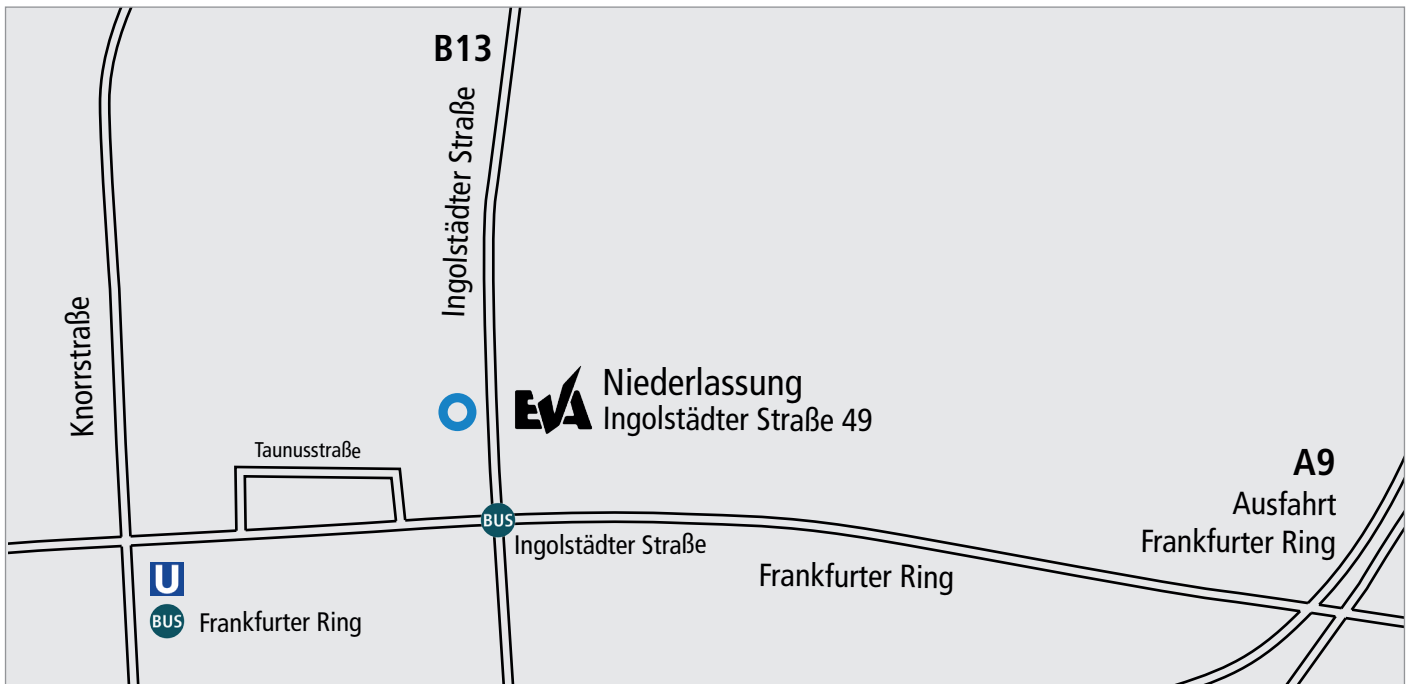 B13
Ingolstädter Straße
Knorrstraße
EVA
Niederlassung
Ingolstädter Straße 49
Taunusstraße
A9
Ausfahrt
Frankfurter Ring
BUS
Ingolstädter Straße
Frankfurter Ring
U
BUS Frankfurter Ring